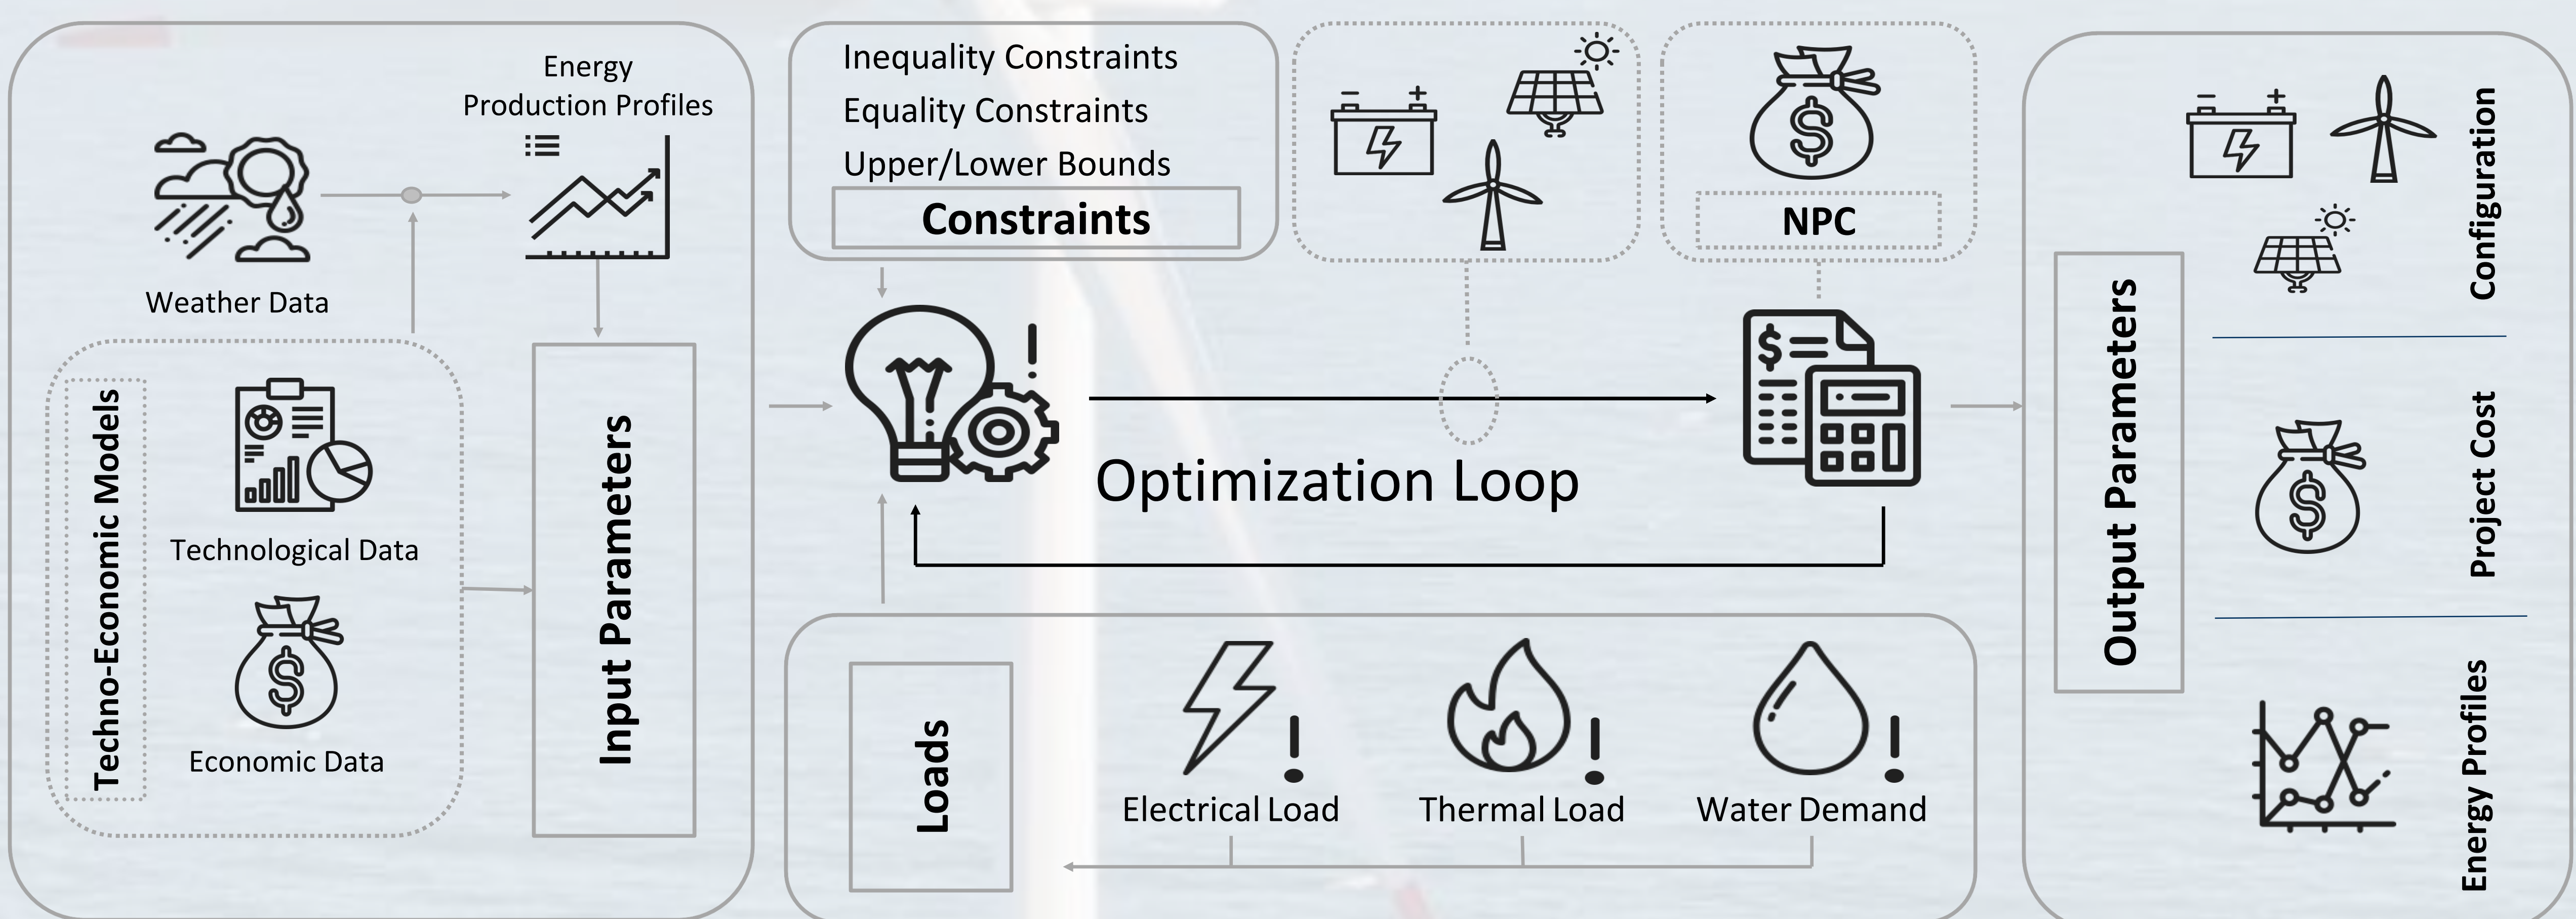 Energy
Production Profiles
Weather Data
Techno-Economic Models
Technological Data
Economic Data
Input Parameters
Inequality Constraints
Equality Constraints
Upper/Lower Bounds
Constraints
NPC
Optimization Loop
Loads
Electrical Load
Thermal Load
Water Demand
Output Parameters
Configuration
Project Cost
Energy Profiles